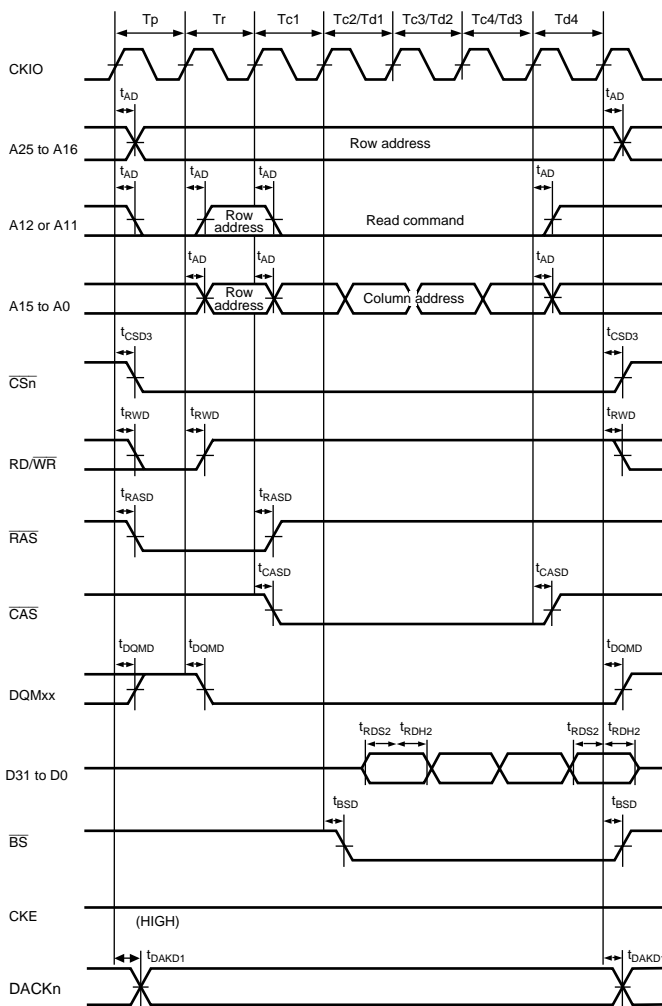 Tp Tr Tc1 Tc2/Td1 Tc3/Td2 Tc4/Td3 Td4
CKIO
tAD tAD
A25 to A16 Row address
tAD tAD tAD tAD
A12 or A11 Row address Read command
tAD tAD tAD
A15 to A0 Row address Column address
tCSD3 tCSD3
CSn
tRWD tRWD tRWD
RD/WR
tRASD tRASD
RAS
tCASD tCASD
CAS
tDQMD tDQMD tDQMD
DQMxx
tRDS2 tRDH2 tRDS2 tRDH2
D31 to D0
tBSD tBSD
BS
CKE (HIGH)
tDAKD1 tDAKD1
DACKn